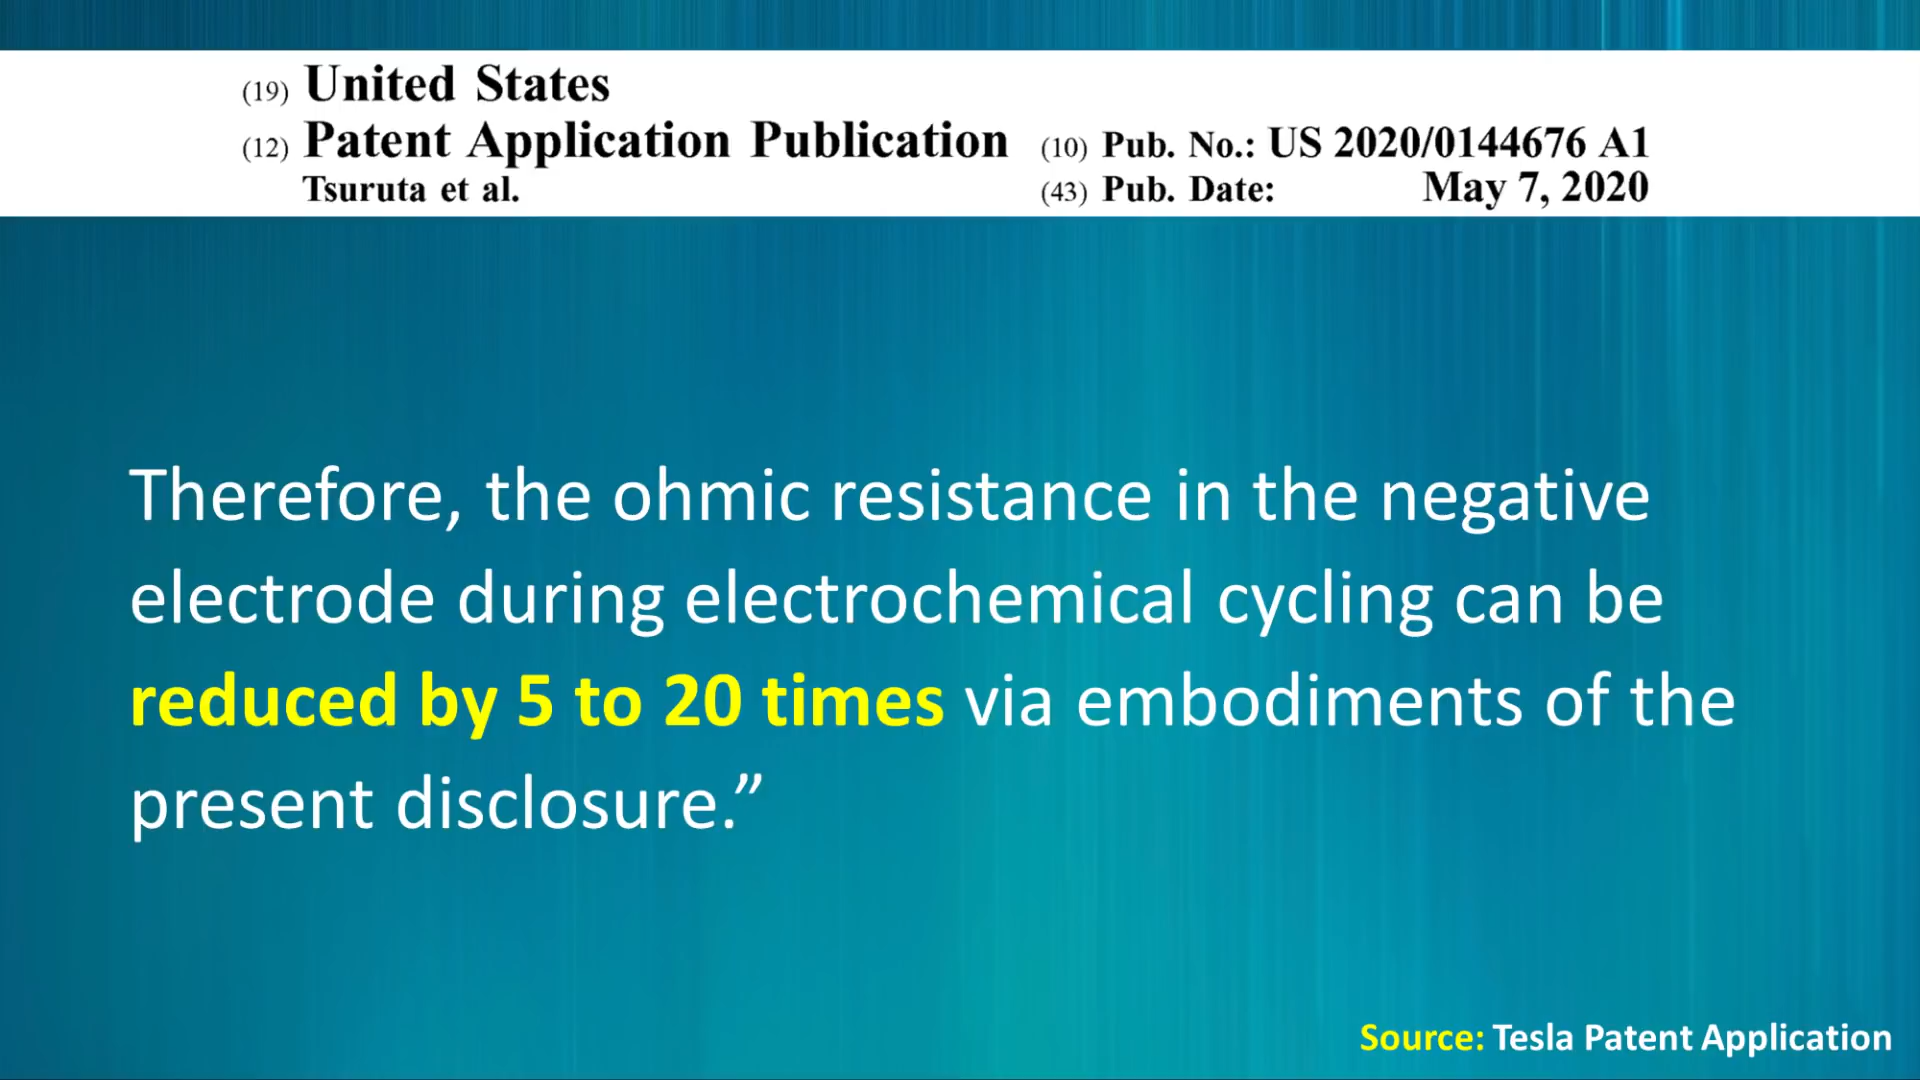 (19) United States
(12) Patent Application Publication (10) Pub. No.: US 2020/0144676 A1
Tsuruta et al. (43) Pub. Date: May 7, 2020
Therefore, the ohmic resistance in the negative
electrode during electrochemical cycling can be
reduced by 5 to 20 times via embodiments of the
present disclosure.”
Source: Tesla Patent Application